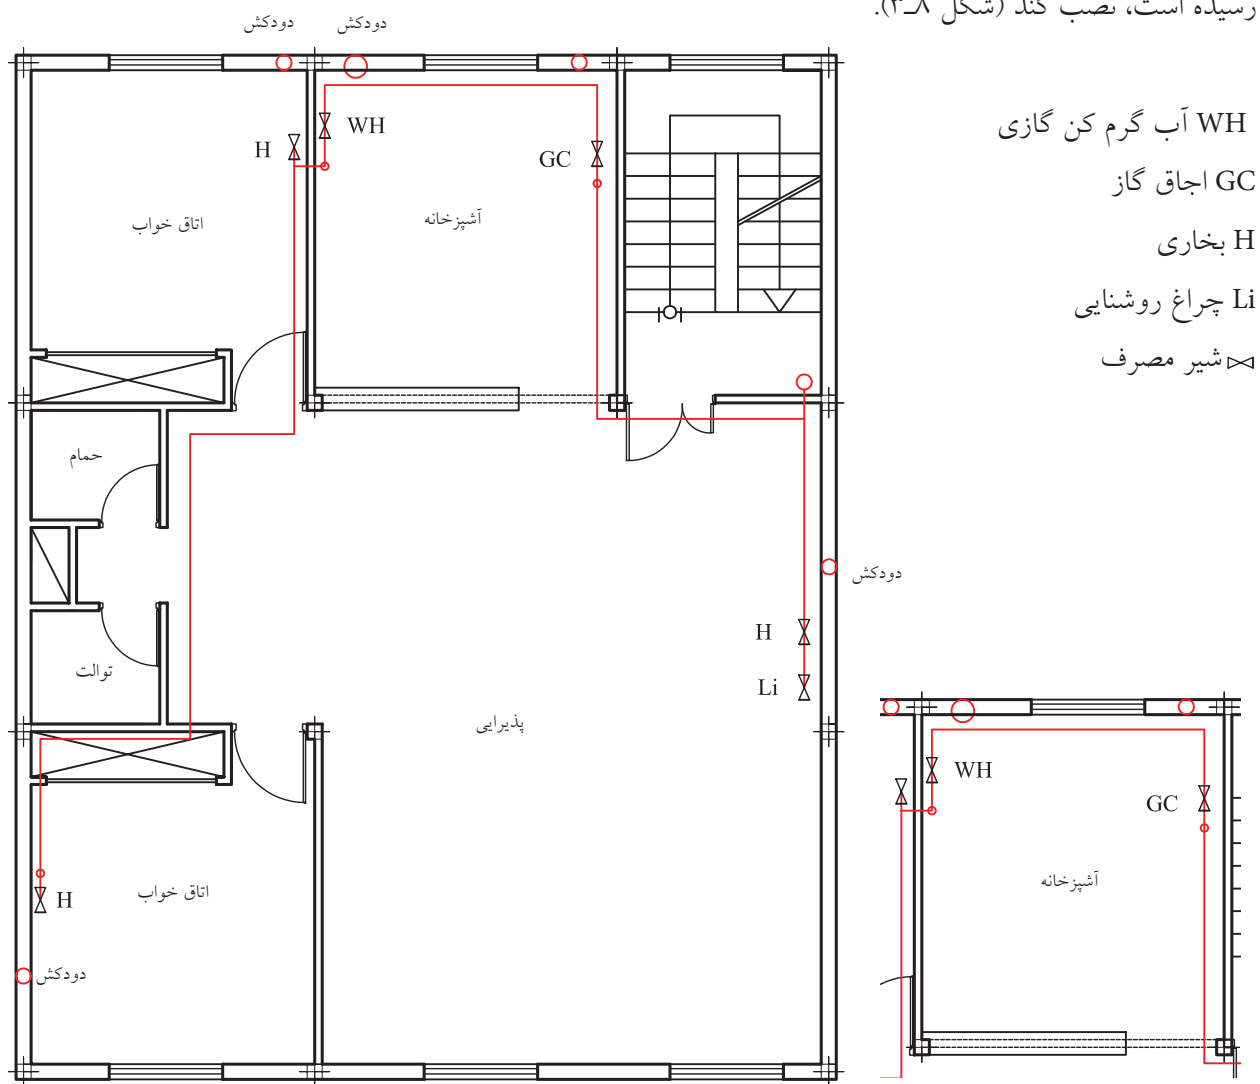 رسیده است، نصب کند (شکل ۸ـ۳).
دودکش
دودکش
WH آب گرم کن گازی
GC اجاق گاز
H بخاری
Li چراغ روشنایی
شیر مصرف
WH
H
GC
اتاق خواب
آشپزخانه
حمام
دودکش
H
توالت
Li
پذیرایی
H
اتاق خواب
دودکش
WH
GC
آشپزخانه